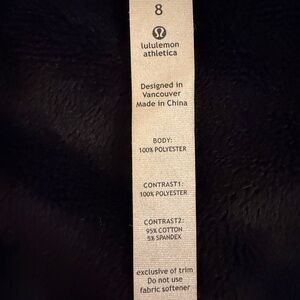 8
lululemon
athletica
Designed in
Vancouver
Made in China
BODY:
100% POLYESTER
CONTRAST1:
100% POLYESTER
CONTRAST2:
95% COTTON
5% SPANDEX
exclusive of trim
Do not use
fabric softener